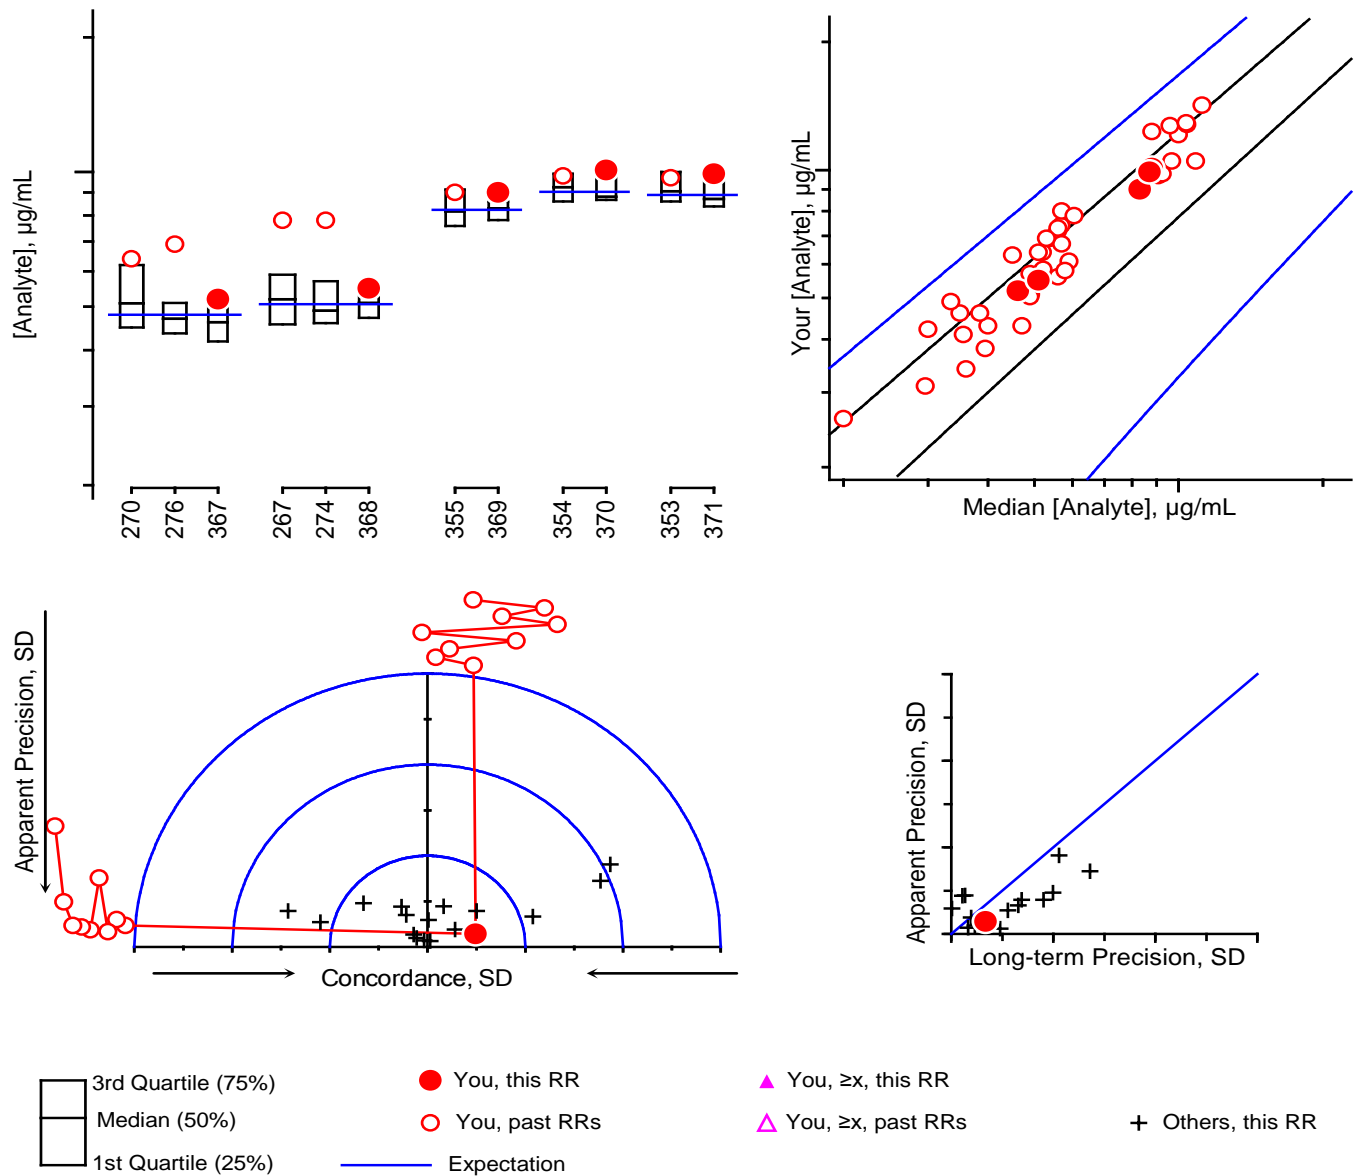 [Analyte], µg/mL
270
276
367
267
274
368
355
369
354
370
353
371
Your [Analyte], µg/mL
Median [Analyte], µg/mL
Apparent Precision, SD
Concordance, SD
Apparent Precision, SD
Long-term Precision, SD
3rd Quartile (75%)
Median (50%)
1st Quartile (25%)
You, this RR
You, past RRs
Expectation
You, ≥x, this RR
You, ≥x, past RRs
Others, this RR